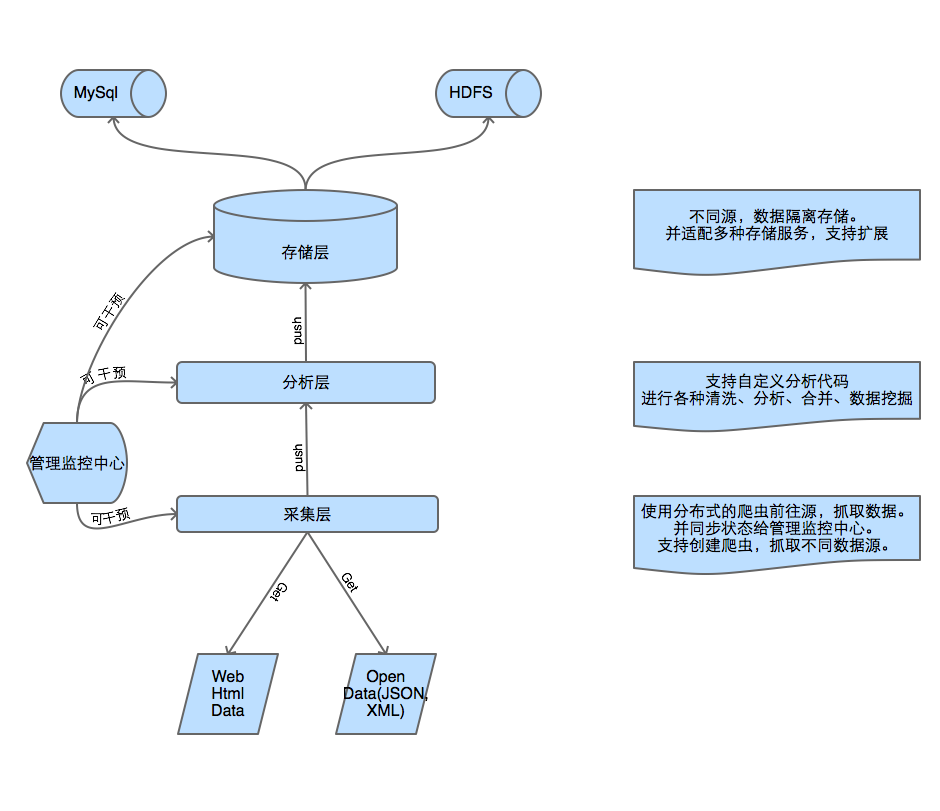 MySql
HDFS
存储层
不同源，数据隔离存储。
并适配多种存储服务，支持扩展
可干预
push
可 干预
分析层
支持自定义分析代码
进行各种清洗、分析、合并、数据挖掘
管理监控中心
push
可干预
采集层
使用分布式的爬虫前往源，抓取数据。
并同步状态给管理监控中心。
支持创建爬虫，抓取不同数据源。
Get
Get
Web
Html
Data
Open
Data(JSON,
XML)